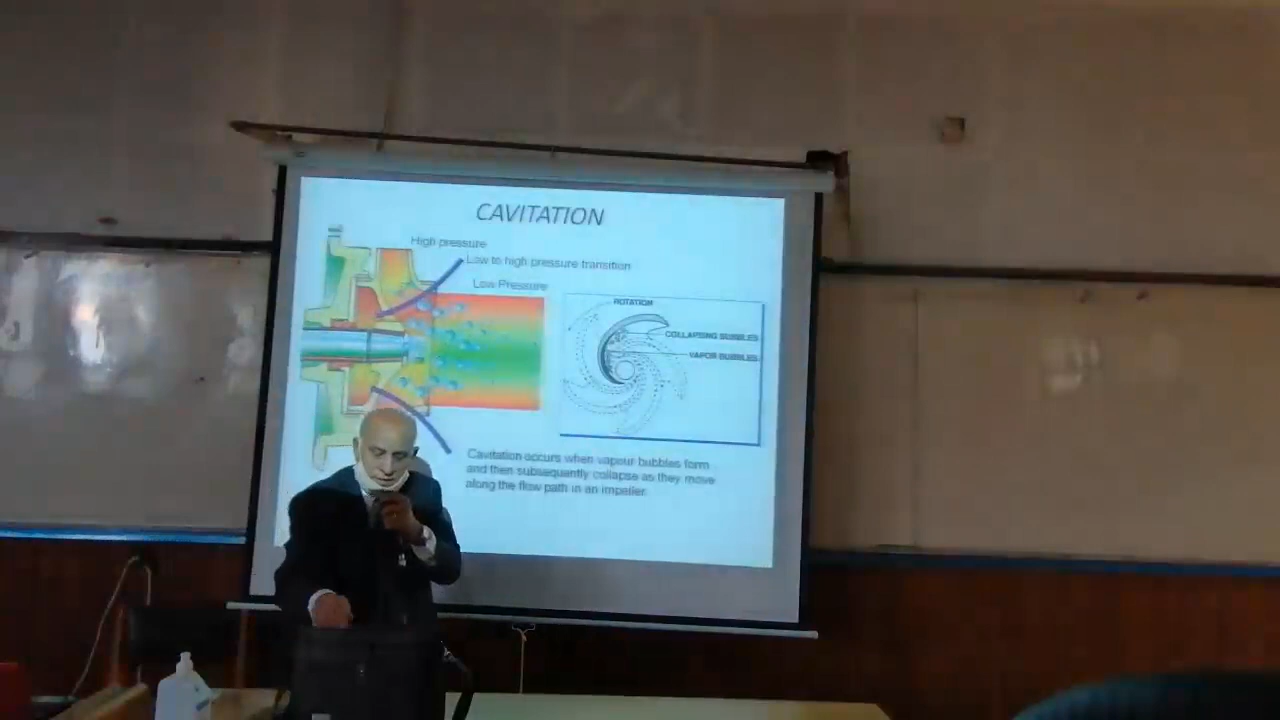 CAVITATION
High pressure
Low to high pressure transition
Low Pressure
ROTATION
COLLAPSING BUBBLES
VAPOR BUBBLES
Cavitation occurs when vapour bubbles form
and then subsequently collapse as they move
along the flow path in an impeller.